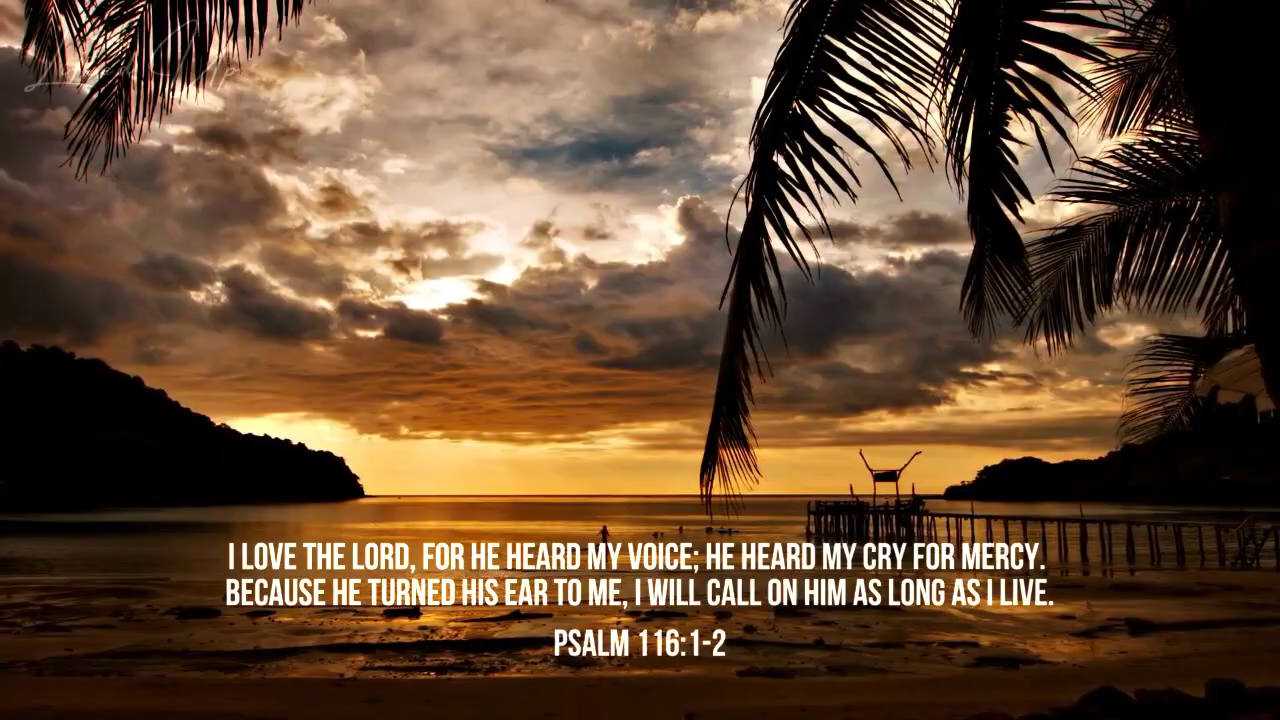 I LOVE THE LORD, FOR HE HEARD MY VOICE; HE HEARD MY CRY FOR MERCY.
BECAUSE HE TURNED HIS EAR TO ME, I WILL CALL ON HIM AS LONG AS I LIVE.
PSALM 116:1-2